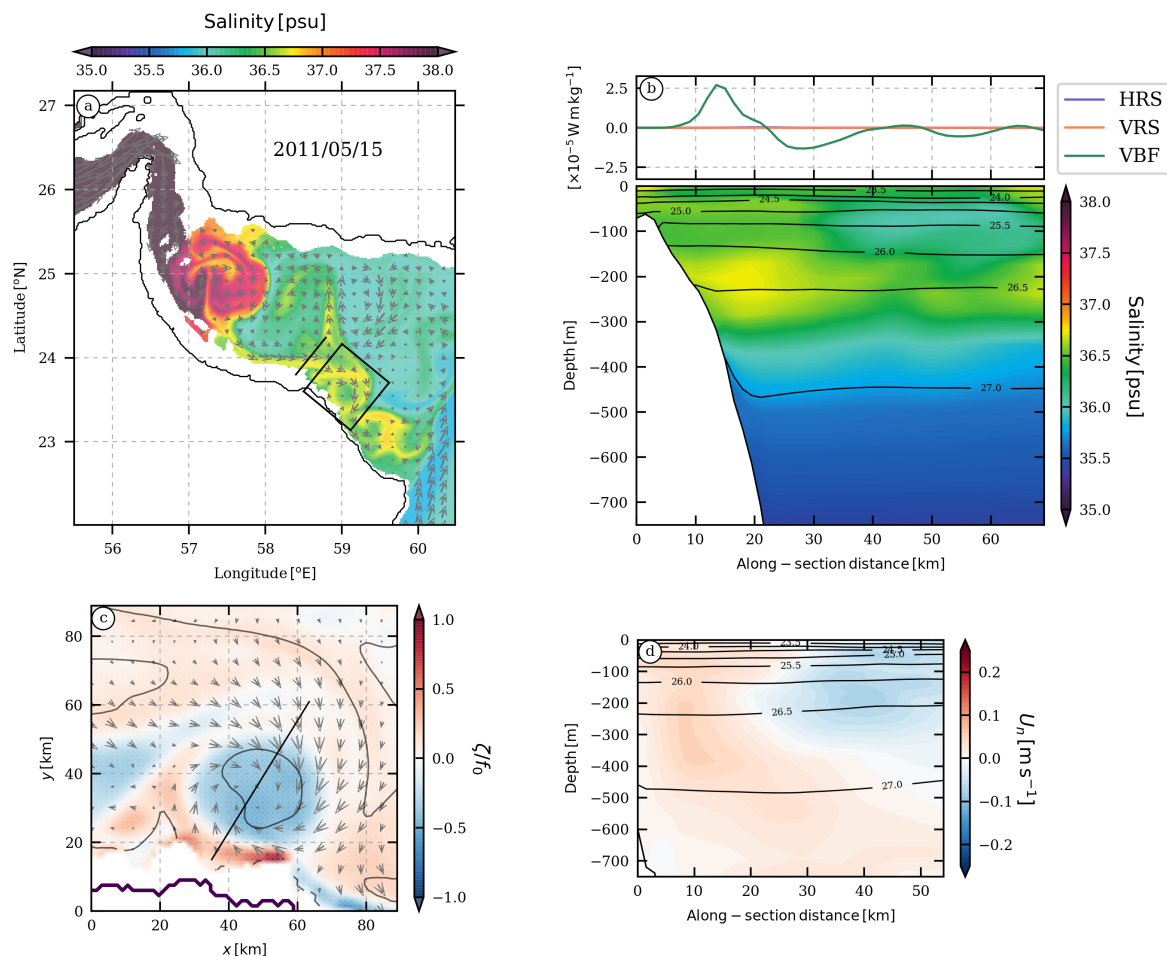 Salinity [psu]
35.0 35.5 36.0 36.5 37.0 37.5 38.0
a
2011/05/15
27
26
25
24
23
Latitude [°N]
56 57 58 59 60
Longitude [°E]
b
2.5
0.0
−2.5
[×10⁻⁵ W m kg⁻¹]
HRS
VRS
VBF
0
−100
−200
−300
−400
−500
−600
−700
Depth [m]
23.5
24.0
24.5
25.0
25.5
26.0
26.5
27.0
0 10 20 30 40 50 60
Along − section distance [km]
38.0
37.5
37.0
36.5
36.0
35.5
35.0
Salinity [psu]
c
80
60
40
20
0
y [km]
0 20 40 60 80
x [km]
1.0
0.5
0.0
−0.5
−1.0
ζ/f₀
d
0
−100
−200
−300
−400
−500
−600
−700
Depth [m]
23.5
24.0
24.5
25.0
25.5
26.0
26.5
27.0
0 10 20 30 40 50
Along − section distance [km]
0.2
0.1
0.0
−0.1
−0.2
Uₙ [m s⁻¹]